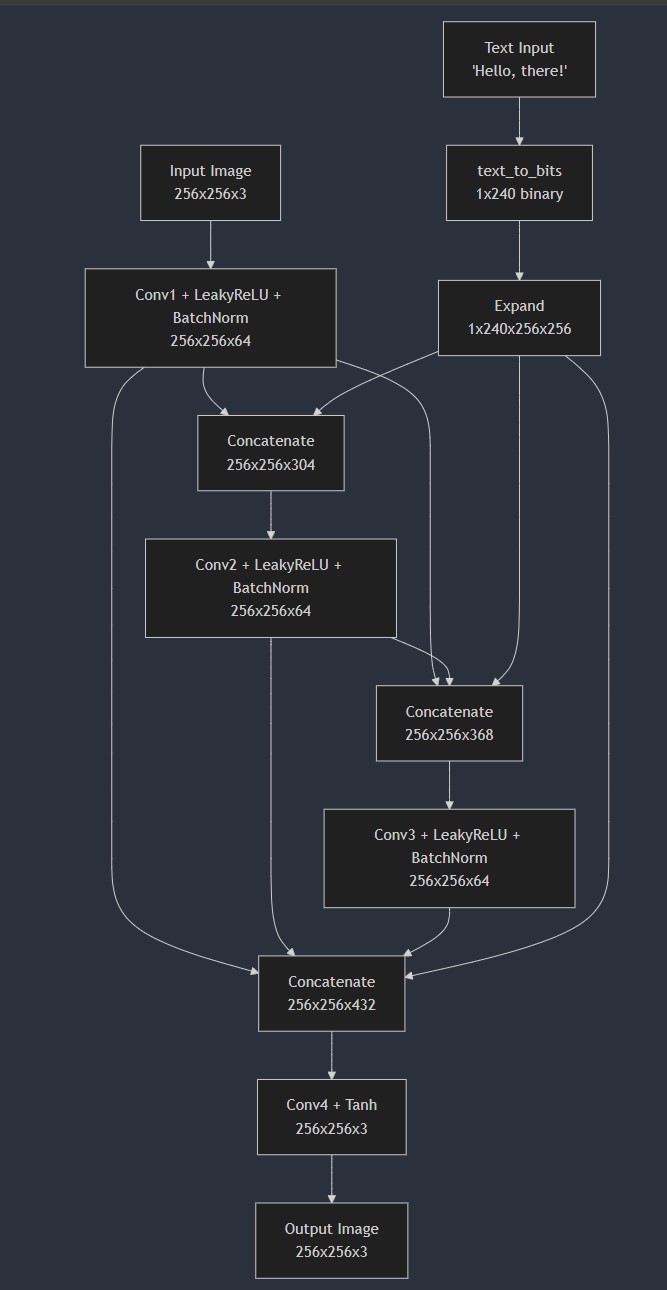 Text Input
'Hello, there!'
Input Image
256x256x3
text_to_bits
1x240 binary
Conv1 + LeakyReLU +
BatchNorm
256x256x64
Expand
1x240x256x256
Concatenate
256x256x304
Conv2 + LeakyReLU +
BatchNorm
256x256x64
Concatenate
256x256x368
Conv3 + LeakyReLU +
BatchNorm
256x256x64
Concatenate
256x256x432
Conv4 + Tanh
256x256x3
Output Image
256x256x3